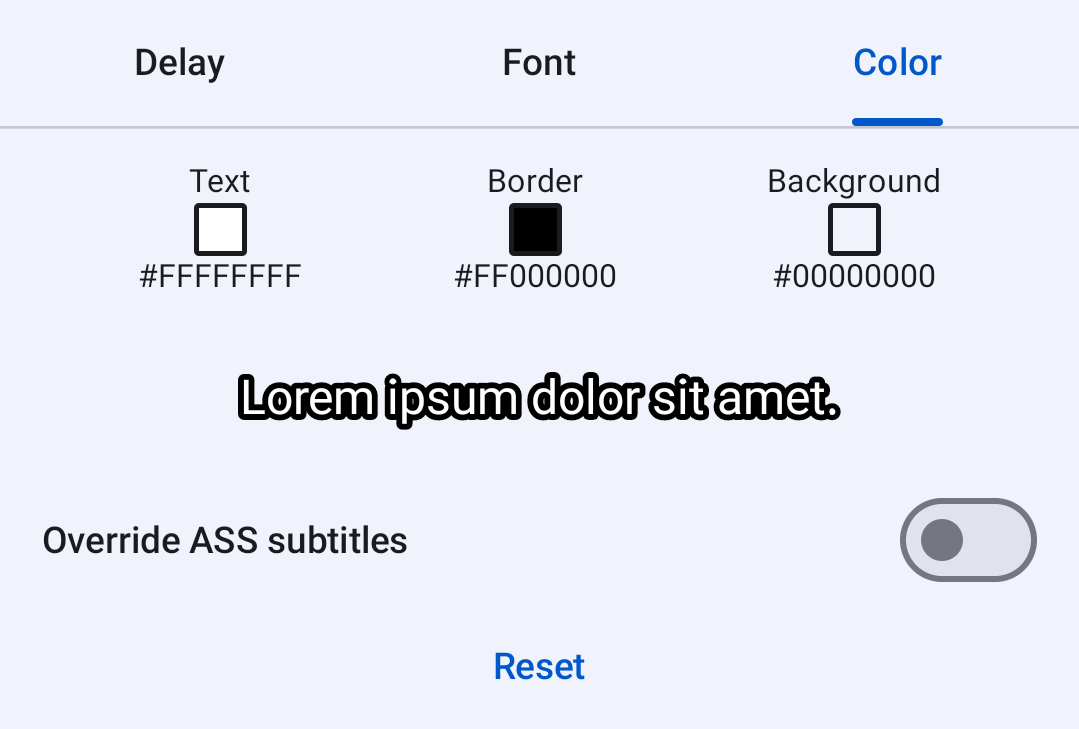 Delay Font Color
Text Border Background
#FFFFFFFF #FF000000 #00000000
Lorem ipsum dolor sit amet.
Override ASS subtitles
Reset